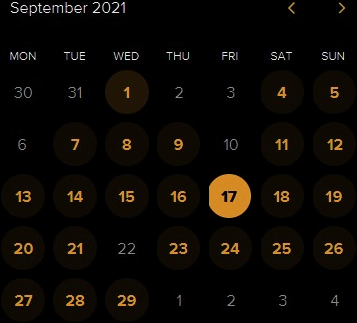 September 2021
MON TUE WED THU FRI SAT SUN
30 31 1 2 3 4 5
6 7 8 9 10 11 12
13 14 15 16 17 18 19
20 21 22 23 24 25 26
27 28 29 1 2 3 4